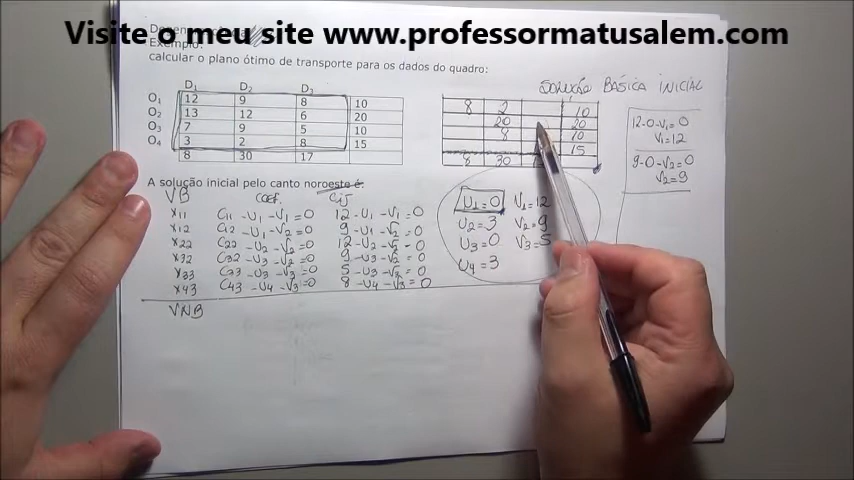 Visite o meu site www.professormatusalem.com
Exemplo:
calcular o plano ótimo de transporte para os dados do quadro:
SOLUÇÃO BÁSICA INICIAL
D1 D2 D3
O1 12 9 8 10
O2 13 12 6 20
O3 7 9 5 10
O4 3 2 8 15
8 30 17
8 2 10
20 20
8 10
15
8 30
12-0-V1=0
V1=12
9-0-V2=0
V2=9
A solução inicial pelo canto noroeste é:
VB COEF. Cij
X11 C11-U1-V1=0 12-U1-V1=0
X12 C12-U1-V2=0 9-U1-V2=0
X22 C22-U2-V2=0 12-U2-V2=0
X32 C32-U3-V2=0 9-U3-V2=0
X33 C33-U3-V3=0 5-U3-V3=0
X43 C43-U4-V3=0 8-U4-V3=0
U1=0 V1=12
U2=3 V2=9
U3=0 V3=5
U4=3
VNB